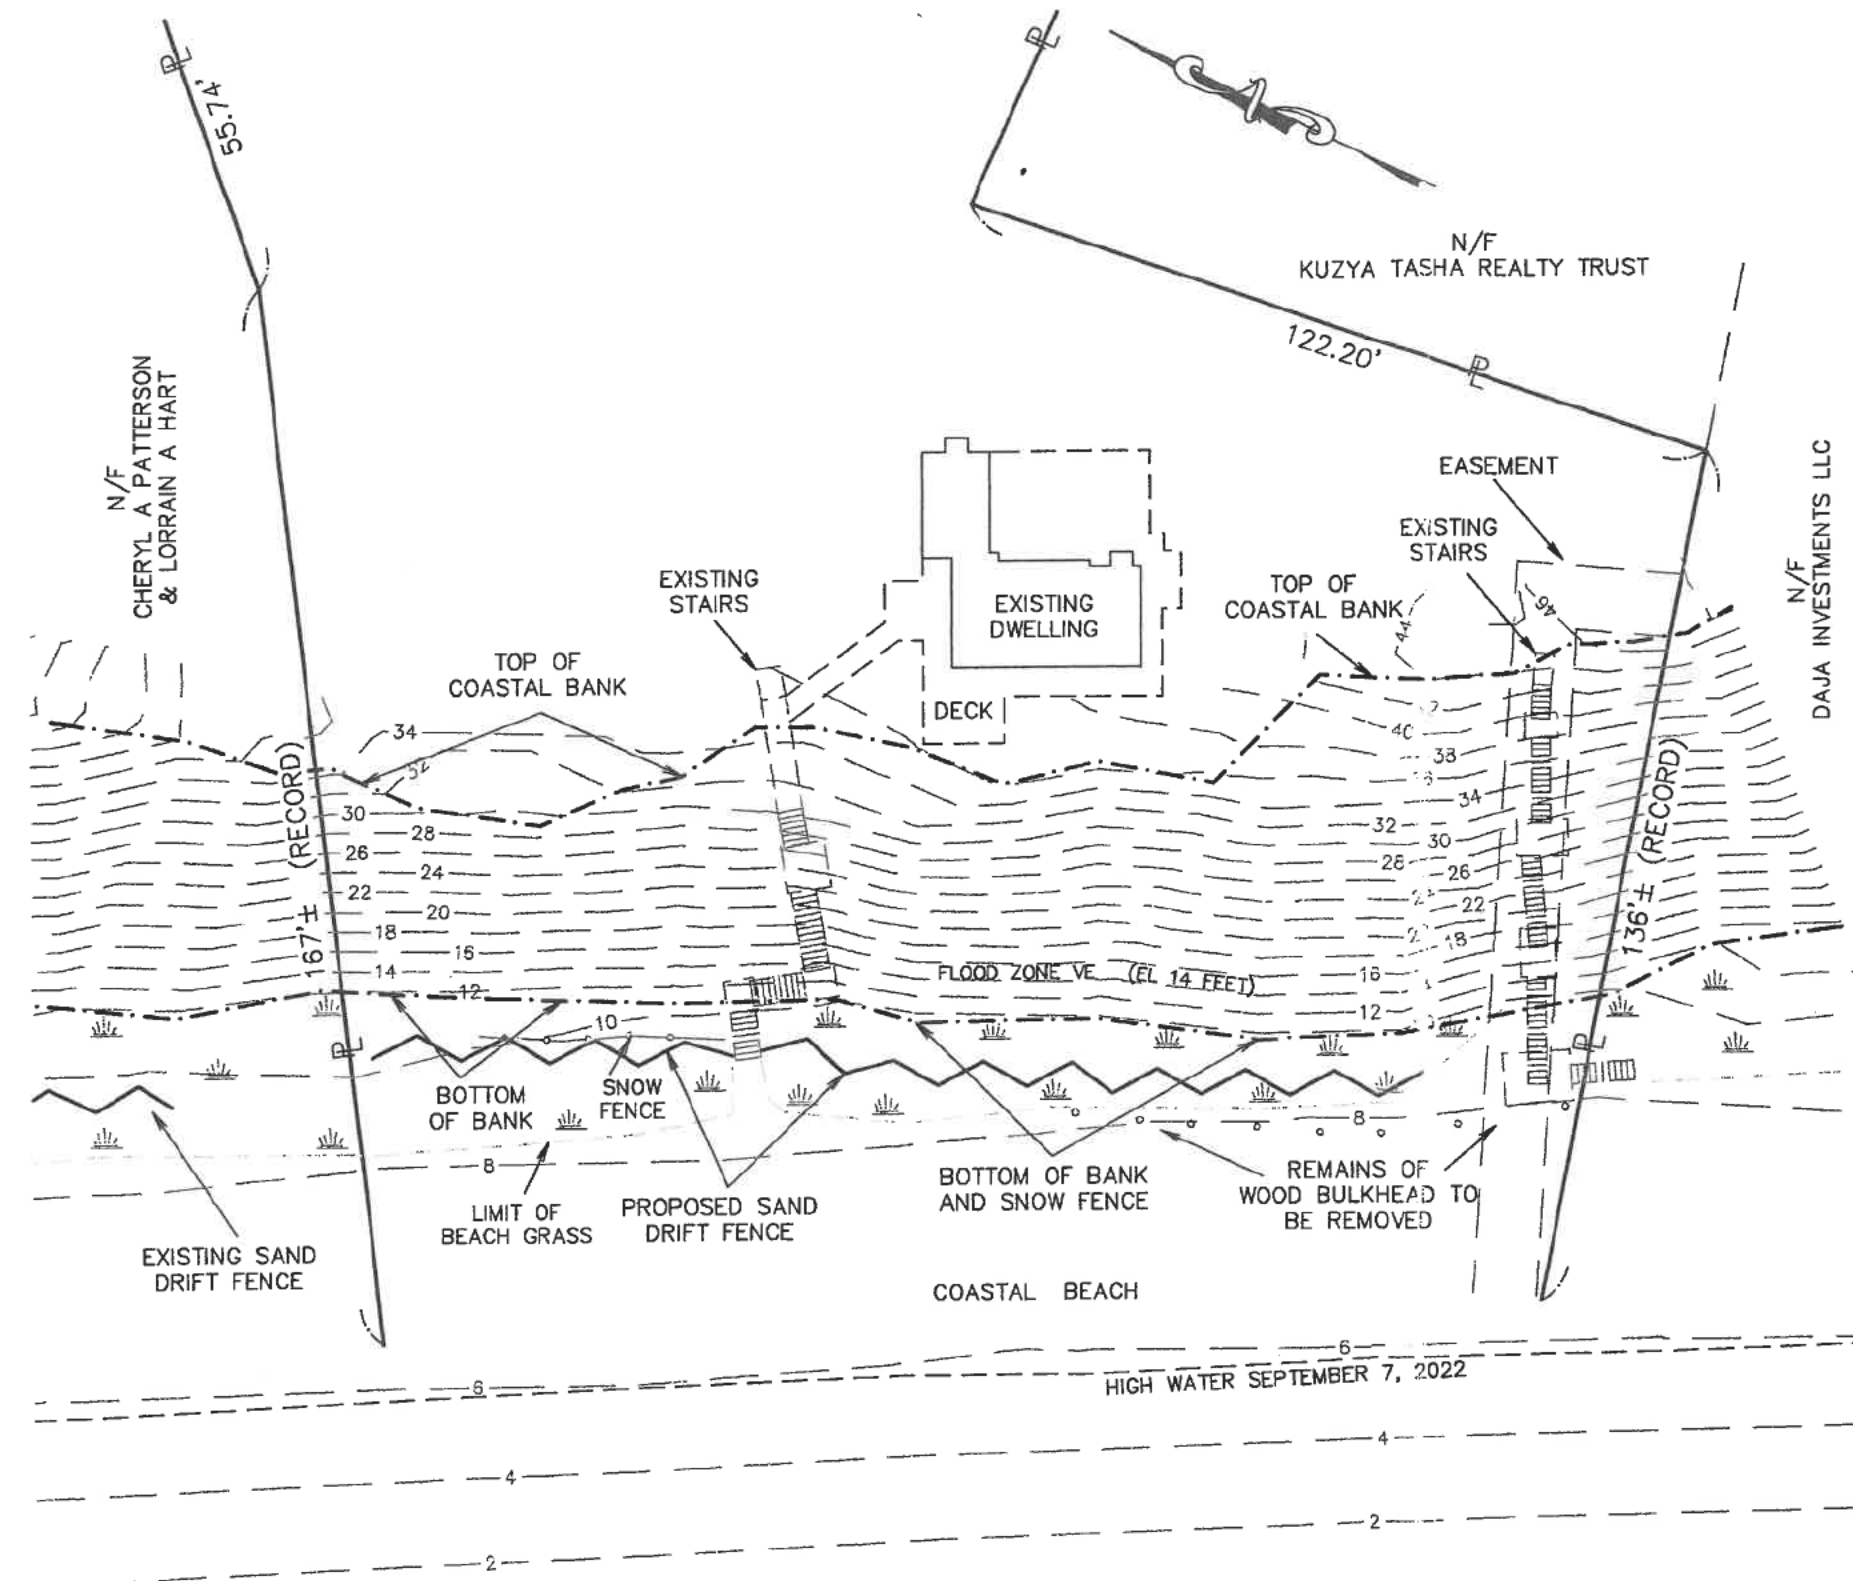 55.74'
N/F
KUZYA TASHA REALTY TRUST
122.20'
N/F
CHERYL A PATTERSON
& LORRAIN A HART
EASEMENT
EXISTING
STAIRS
N/F
DAJA INVESTMENTS LLC
EXISTING
STAIRS
EXISTING
DWELLING
TOP OF
COASTAL BANK
44
46
TOP OF
COASTAL BANK
DECK
34
40
38
34
32
30
28
26
22
18
16
12
30
28
26
24
22
20
18
16
14
12
10
167'± (RECORD)
136'± (RECORD)
FLOOD ZONE VE (EL 14 FEET)
BOTTOM
OF BANK
SNOW
FENCE
8
8
LIMIT OF
BEACH GRASS
PROPOSED SAND
DRIFT FENCE
BOTTOM OF BANK
AND SNOW FENCE
REMAINS OF
WOOD BULKHEAD TO
BE REMOVED
EXISTING SAND
DRIFT FENCE
COASTAL BEACH
6
6
HIGH WATER SEPTEMBER 7, 2022
4
4
2
2